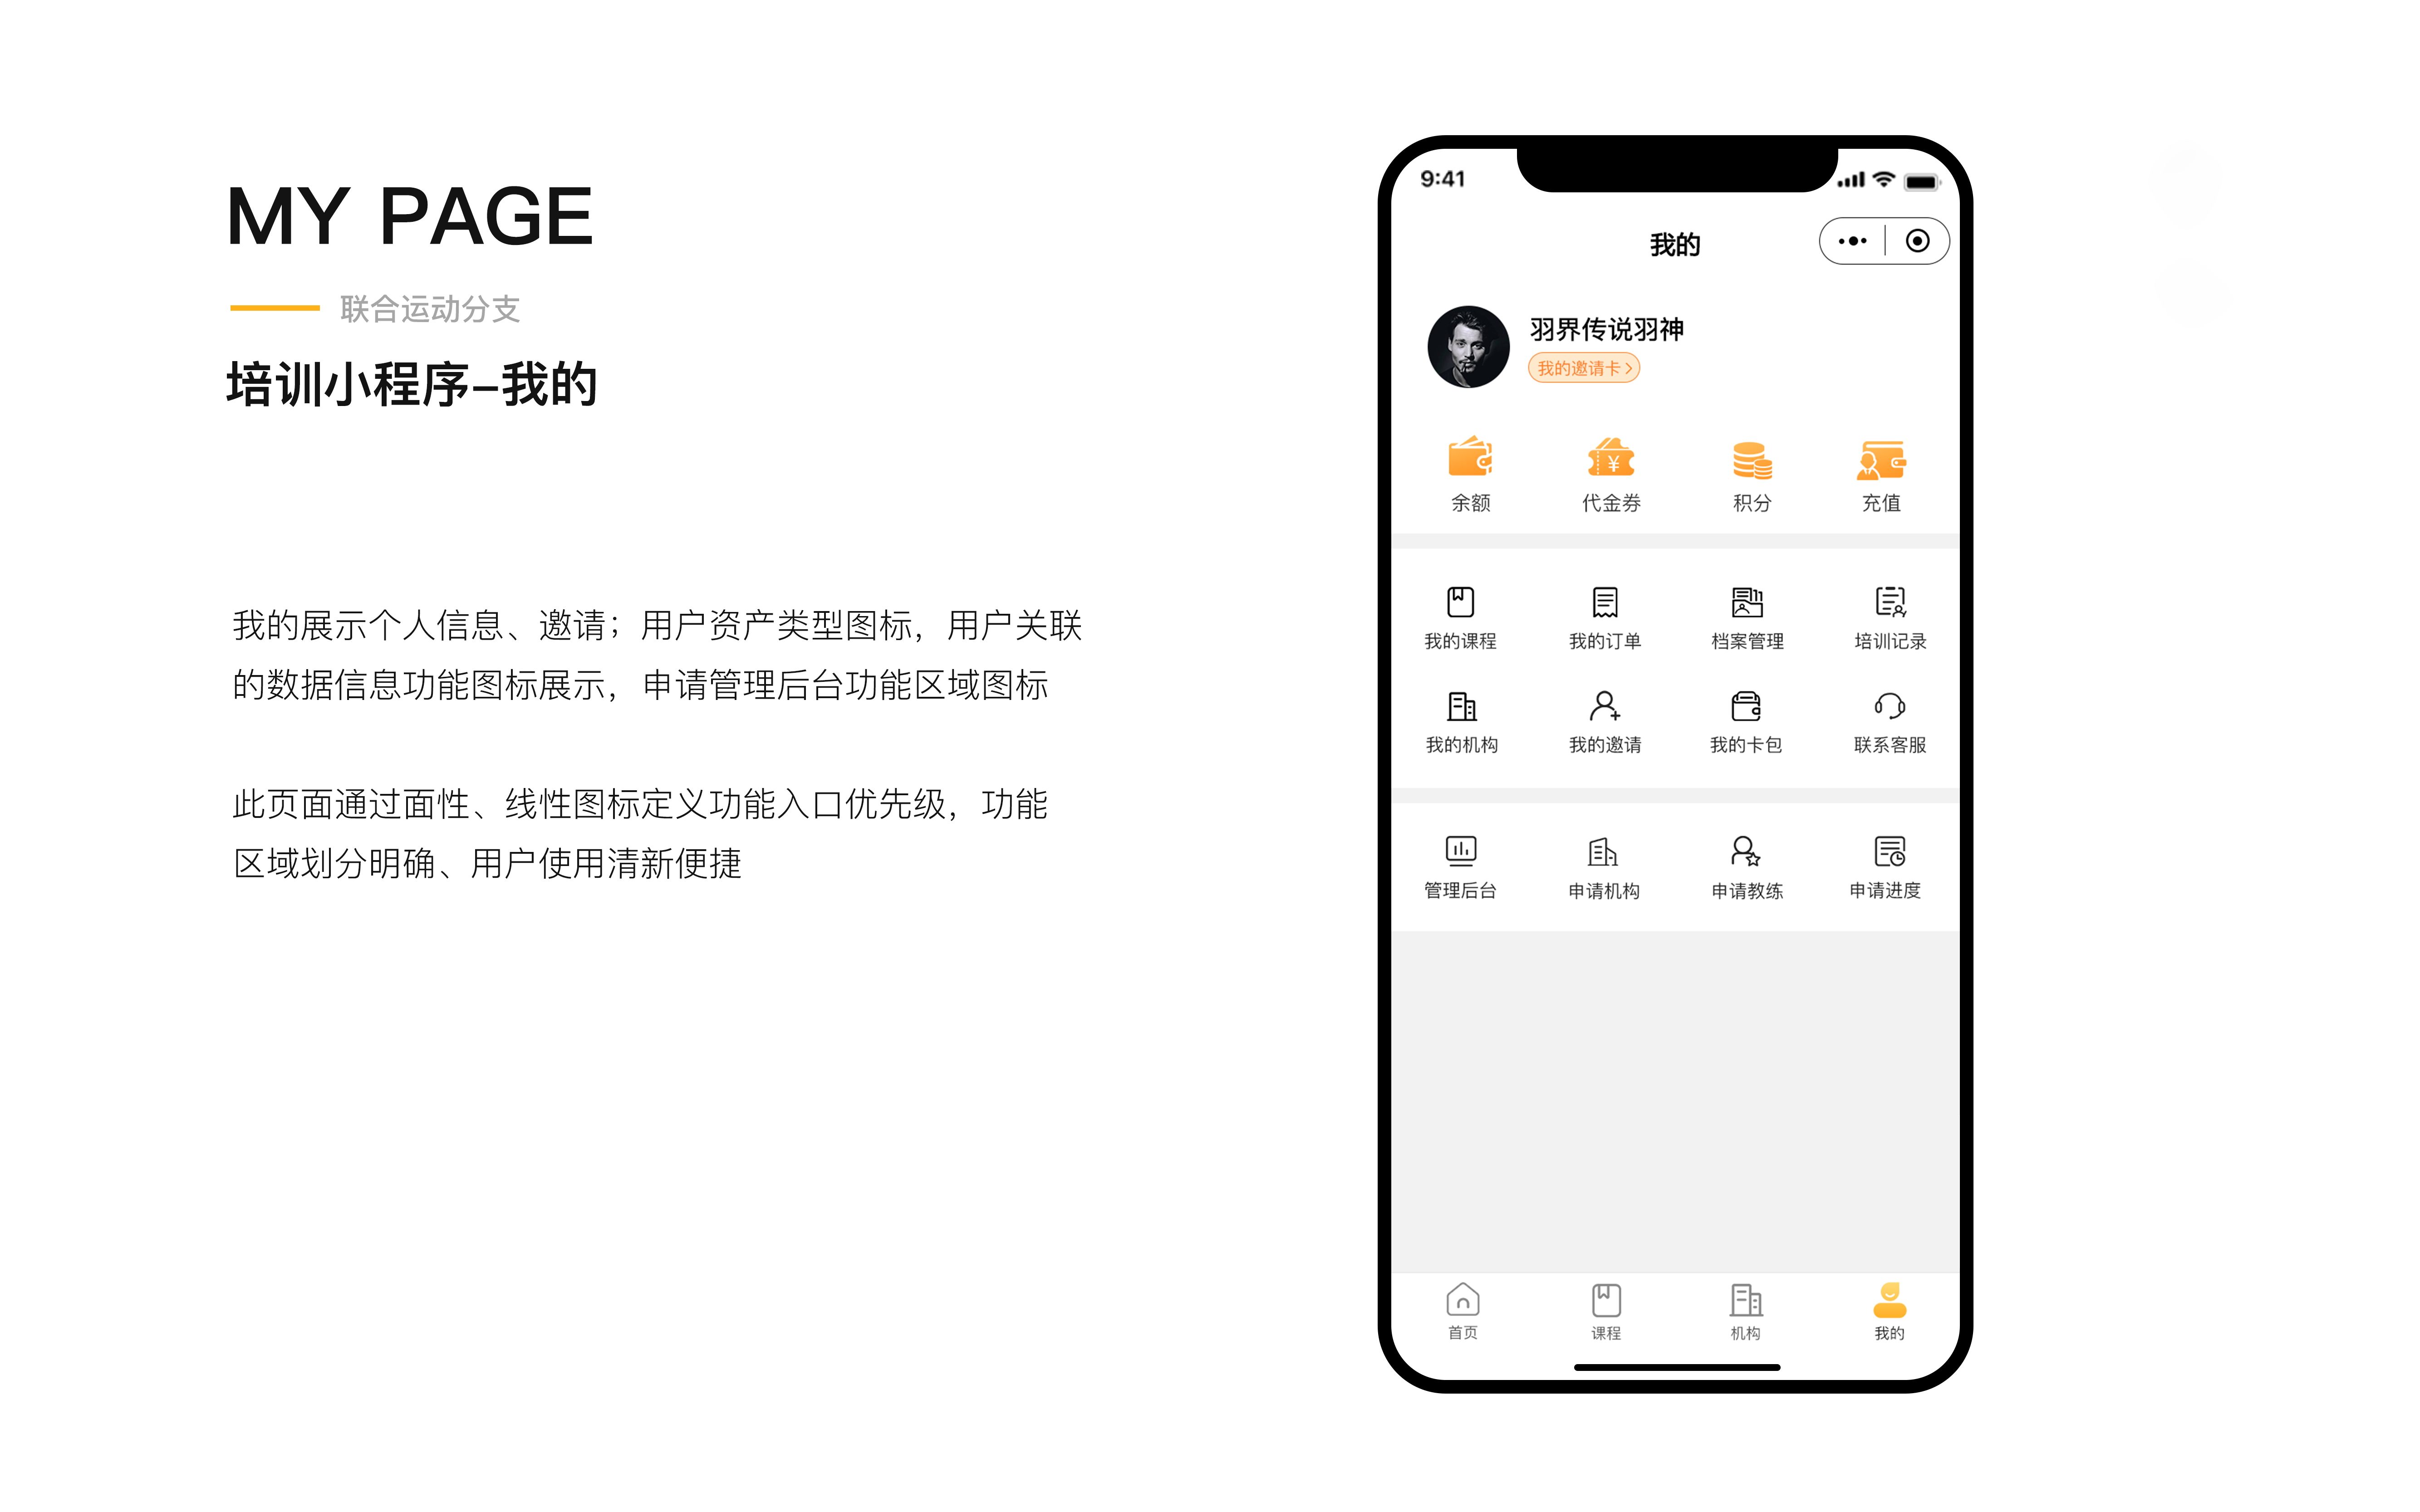 MY PAGE
联合运动分支
培训小程序–我的
我的展示个人信息、邀请；用户资产类型图标，用户关联
的数据信息功能图标展示，申请管理后台功能区域图标
此页面通过面性、线性图标定义功能入口优先级，功能
区域划分明确、用户使用清新便捷
9:41
我的
羽界传说羽神
我的邀请卡
¥
余额 代金券 积分 充值
我的课程 我的订单 档案管理 培训记录
我的机构 我的邀请 我的卡包 联系客服
管理后台 申请机构 申请教练 申请进度
首页 课程 机构 我的